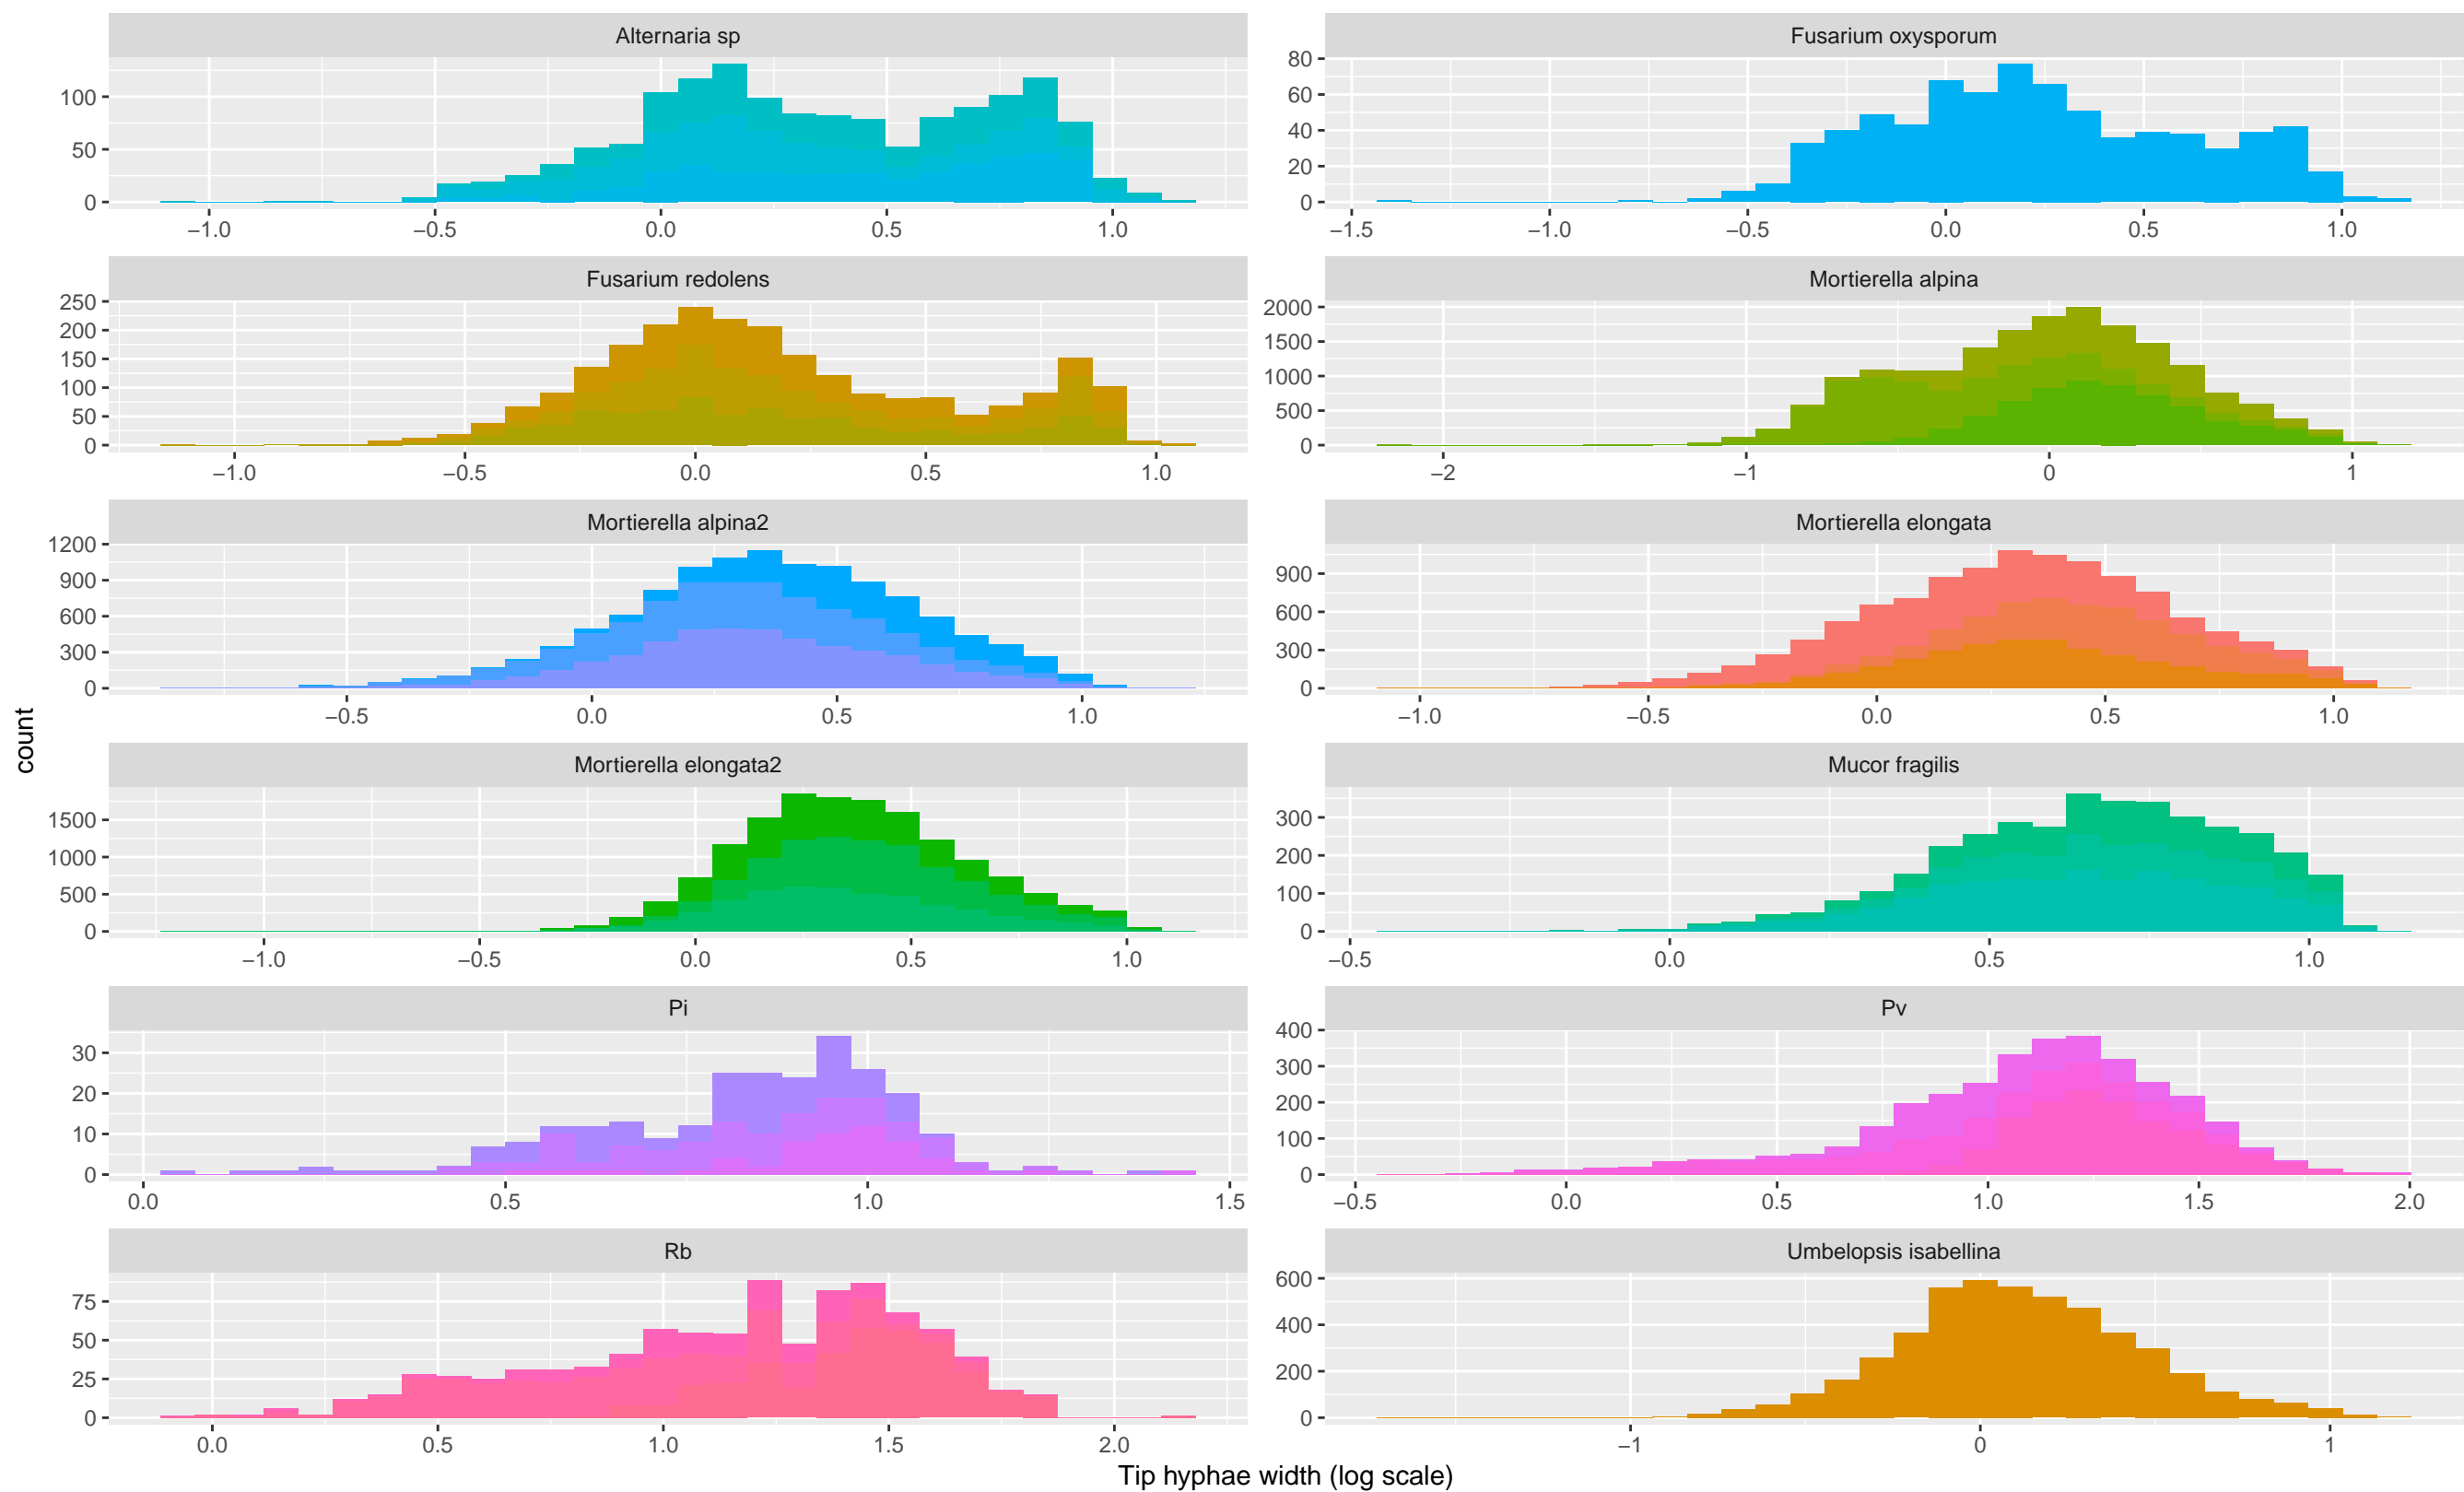 Alternaria sp
100
50
0
−1.0 −0.5 0.0 0.5 1.0
Fusarium oxysporum
80
60
40
20
0
−1.5 −1.0 −0.5 0.0 0.5 1.0
Fusarium redolens
250
200
150
100
50
0
−1.0 −0.5 0.0 0.5 1.0
Mortierella alpina
2000
1500
1000
500
0
−2 −1 0 1
Mortierella alpina2
1200
900
600
300
0
−0.5 0.0 0.5 1.0
Mortierella elongata
900
600
300
0
−1.0 −0.5 0.0 0.5 1.0
count
Mortierella elongata2
1500
1000
500
0
−1.0 −0.5 0.0 0.5 1.0
Mucor fragilis
300
200
100
0
−0.5 0.0 0.5 1.0
Pi
30
20
10
0
0.0 0.5 1.0 1.5
Pv
400
300
200
100
0
−0.5 0.0 0.5 1.0 1.5 2.0
Rb
75
50
25
0
0.0 0.5 1.0 1.5 2.0
Umbelopsis isabellina
600
400
200
0
−1 0 1
Tip hyphae width (log scale)